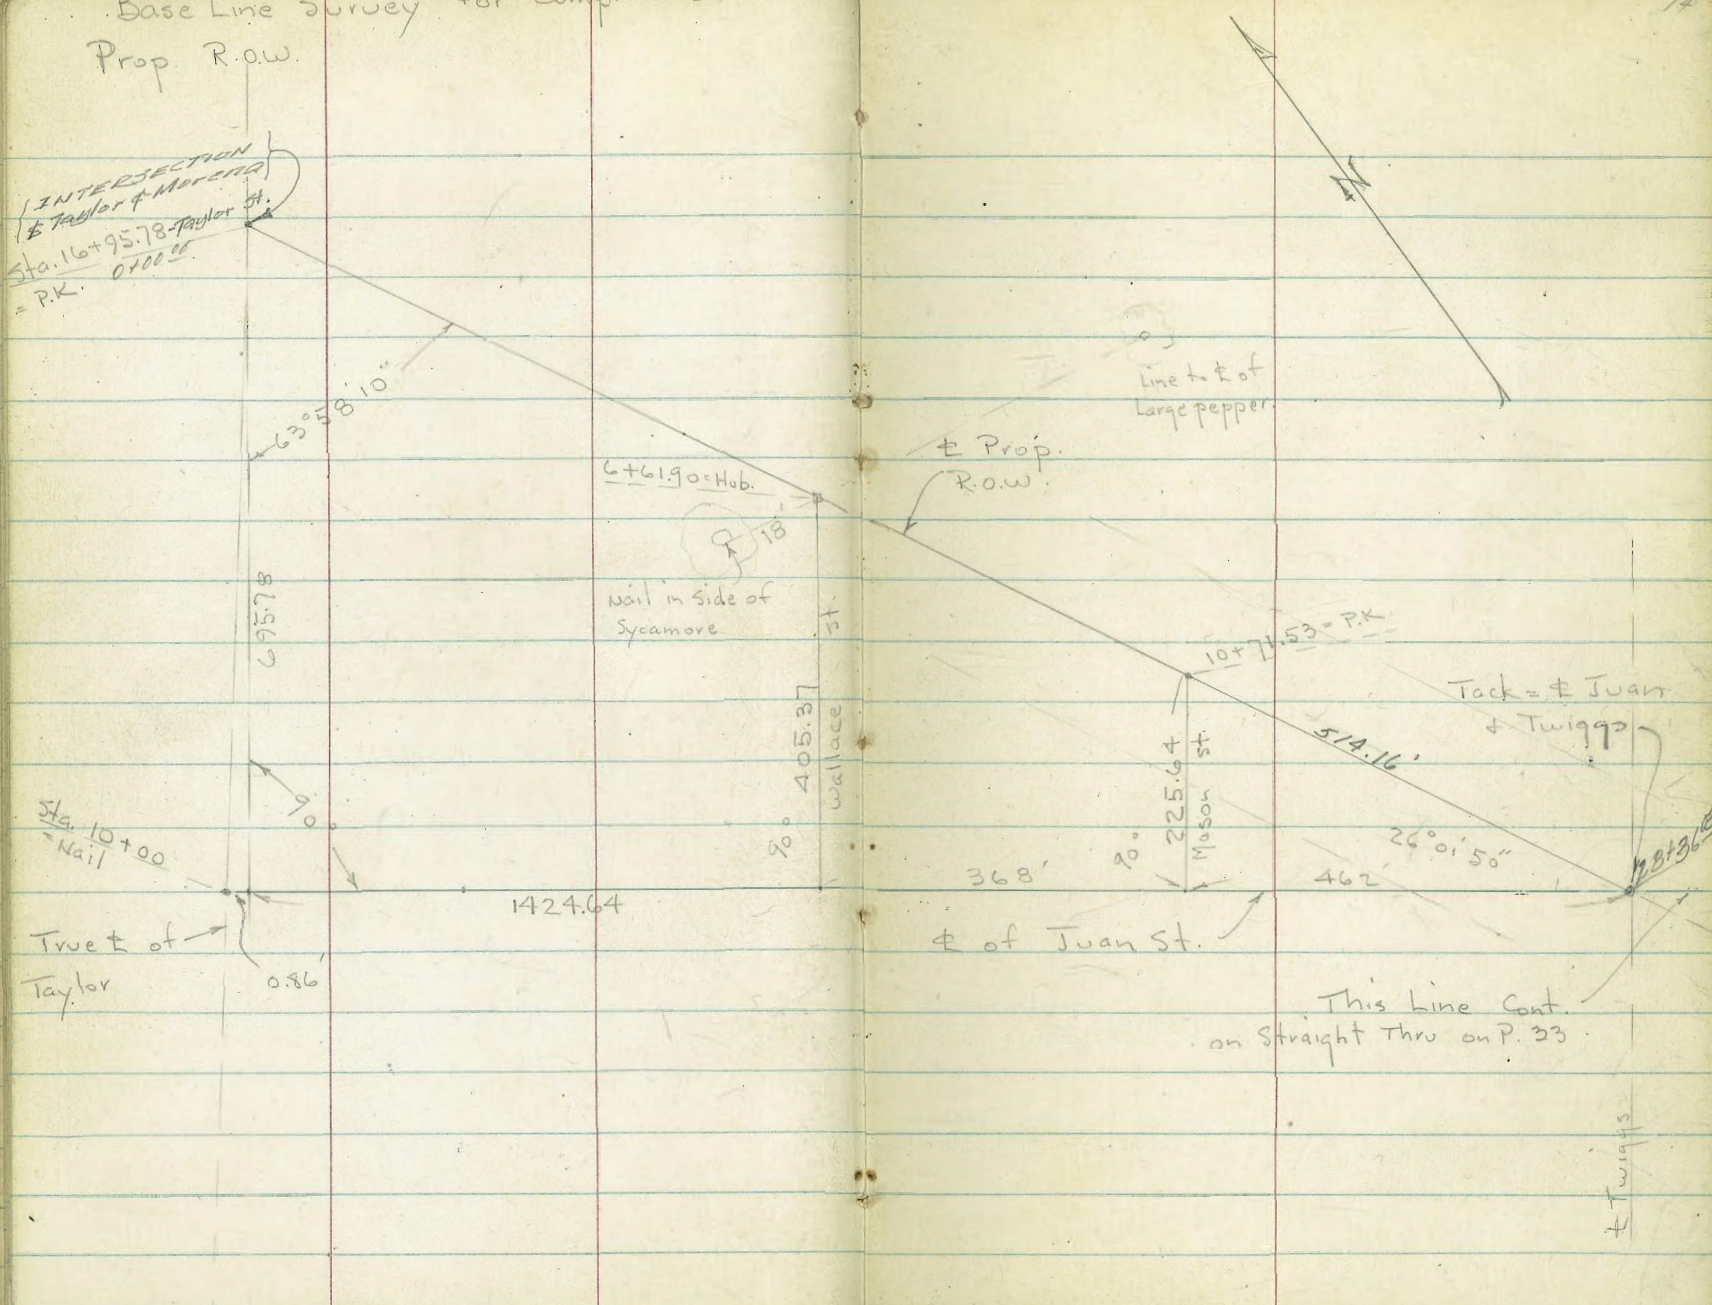 Base Line Survey for
Prop. R.O.W.
14
INTERSECTION
℄ Taylor & Morena
Sta. 16+95.78-Taylor St.
0+00.00
= P.K.
63°58'10"
6+61.90=Hub.
18'
Nail in Side of
Sycamore
695.78
405.37
Wallace St.
90°
90°
Sta. 10+00
=Nail
1424.64
True ℄ of
Taylor
0.86'
N
Line to ℄ of
Large pepper
℄ Prop.
R.O.W.
10+71.53 = P.K
Tack = ℄ Juan
& Twiggs
514.16'
225.64
Mason St.
90°
26°01'50"
368'
462'
℄ of Juan St.
This Line Cont.
on Straight Thru on P. 33
℄ Twiggs